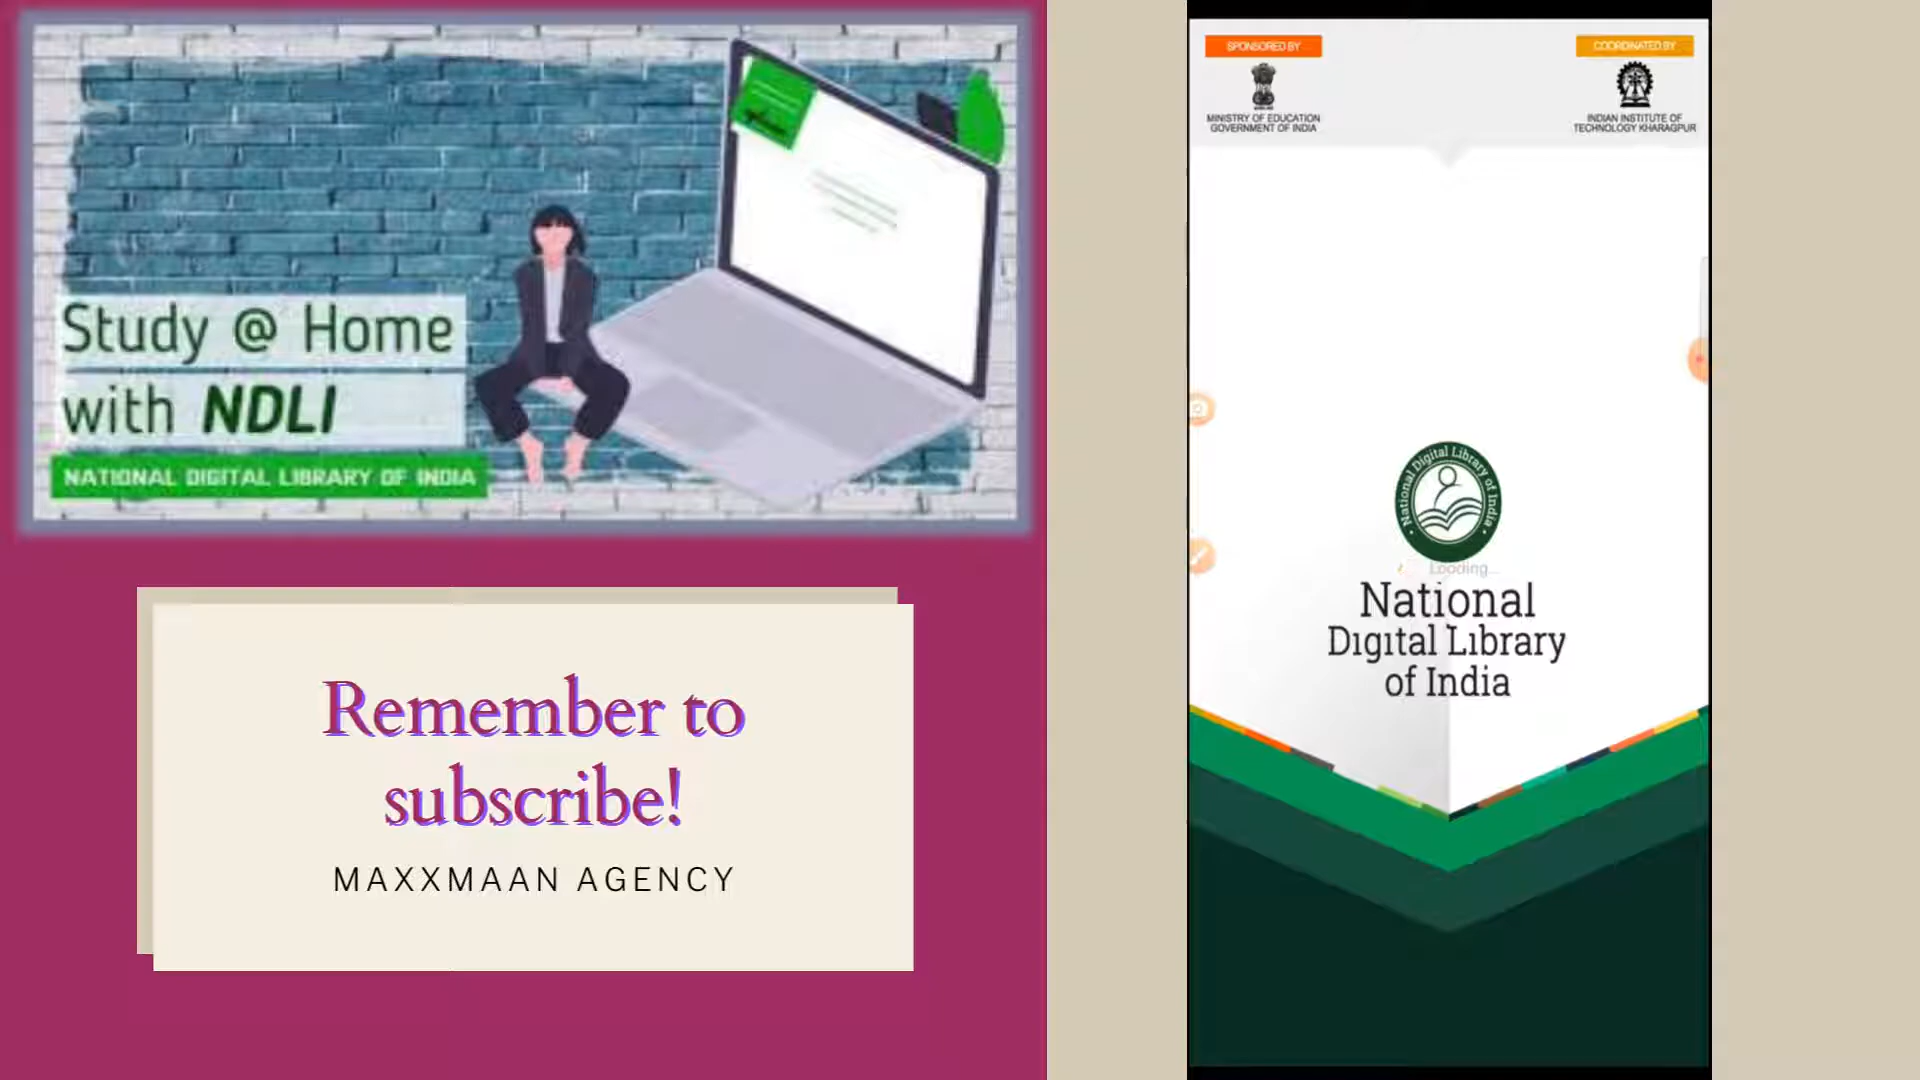 Study @ Home
with NDLI
NATIONAL DIGITAL LIBRARY OF INDIA
Remember to
subscribe!
MAXXMAAN AGENCY
SPONSORED BY
MINISTRY OF EDUCATION
GOVERNMENT OF INDIA
COORDINATED BY
INDIAN INSTITUTE OF
TECHNOLOGY KHARAGPUR
National Digital Library of India
Loading...
National
Digital Library
of India